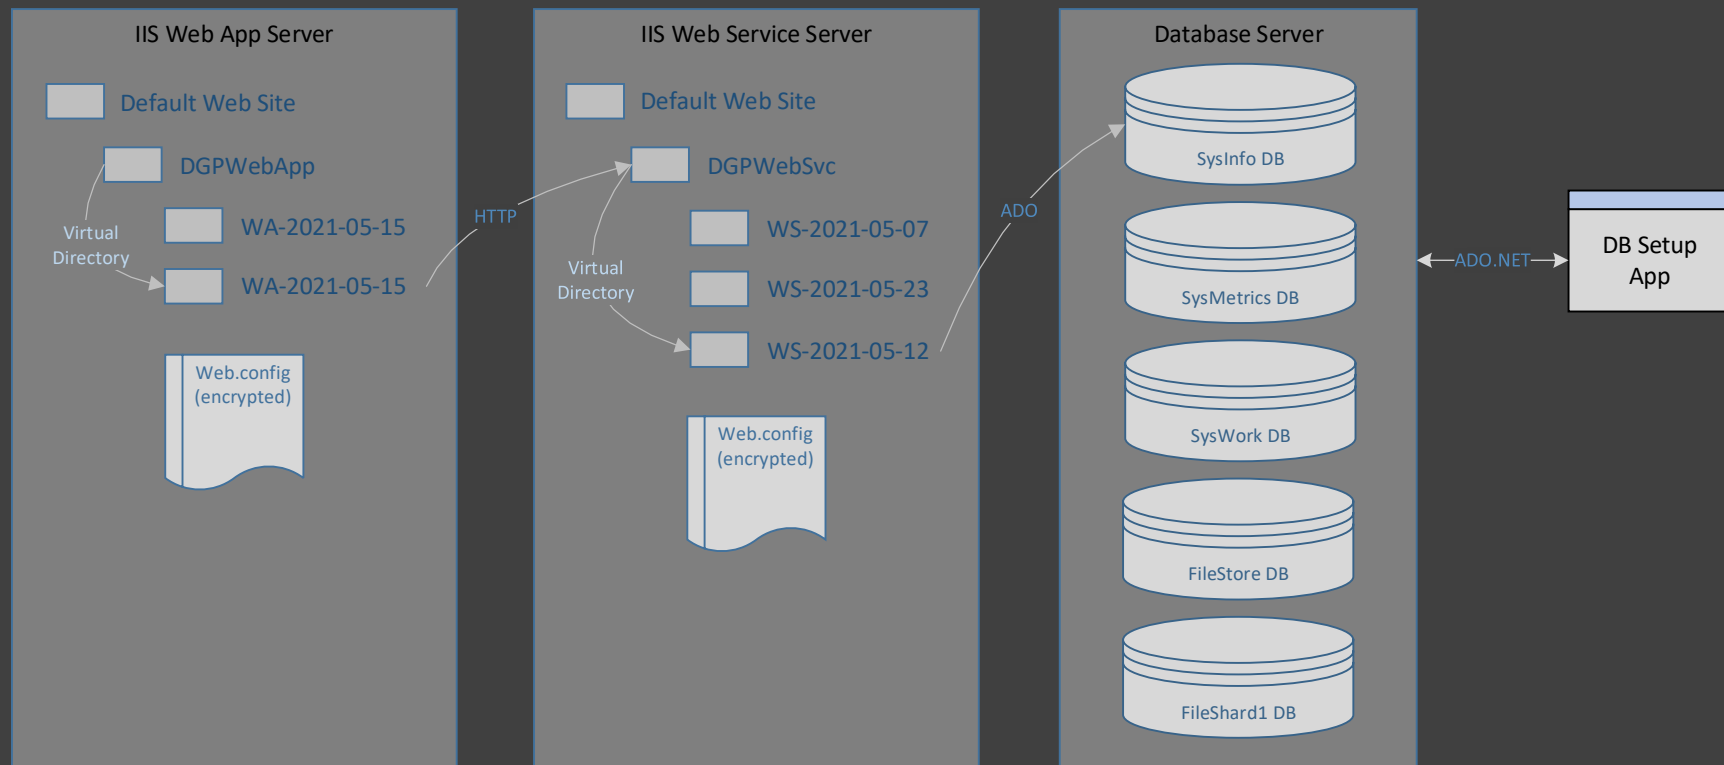 IIS Web App Server
Default Web Site
DGPWebApp
Virtual
Directory
WA-2021-05-15
WA-2021-05-15
Web.config
(encrypted)
HTTP
IIS Web Service Server
Default Web Site
DGPWebSvc
Virtual
Directory
WS-2021-05-07
WS-2021-05-23
WS-2021-05-12
Web.config
(encrypted)
ADO
Database Server
SysInfo DB
SysMetrics DB
SysWork DB
FileStore DB
FileShard1 DB
ADO.NET
DB Setup
App